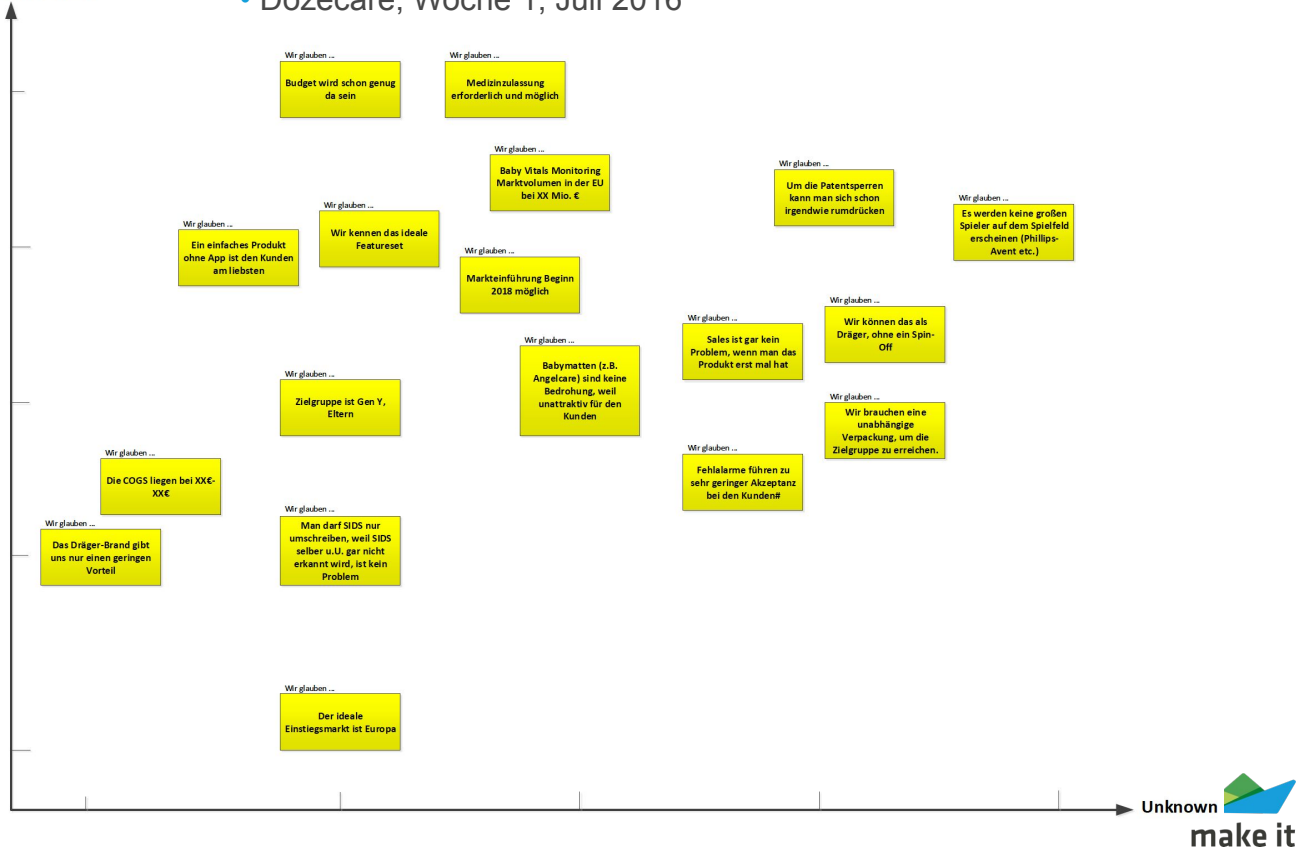 • Dozecare, Woche 1, Juli 2016
Wir glauben ...
Budget wird schon genug
da sein
Wir glauben ...
Medizinzulassung
erforderlich und möglich
Wir glauben ...
Baby Vitals Monitoring
Marktvolumen in der EU
bei XX Mio. €
Wir glauben ...
Um die Patentsperren
kann man sich schon
irgendwie rumdrücken
Wir glauben ...
Es werden keine großen
Spieler auf dem Spielfeld
erscheinen (Phillips-
Avent etc.)
Wir glauben ...
Wir kennen das ideale
Featureset
Wir glauben ...
Ein einfaches Produkt
ohne App ist den Kunden
am liebsten
Wir glauben ...
Markteinführung Beginn
2018 möglich
Wir glauben ...
Wir können das als
Dräger, ohne ein Spin-
Off
Wir glauben ...
Sales ist gar kein
Problem, wenn man das
Produkt erst mal hat
Wir glauben ...
Babymatten (z.B.
Angelcare) sind keine
Bedrohung, weil
unattraktiv für den
Kunden
Wir glauben ...
Zielgruppe ist Gen Y,
Eltern
Wir glauben ...
Wir brauchen eine
unabhängige
Verpackung, um die
Zielgruppe zu erreichen.
Wir glauben ...
Fehlalarme führen zu
sehr geringer Akzeptanz
bei den Kunden#
Wir glauben ...
Die COGS liegen bei XX€-
XX€
Wir glauben ...
Das Dräger-Brand gibt
uns nur einen geringen
Vorteil
Wir glauben ...
Man darf SIDS nur
umschreiben, weil SIDS
selber u.U. gar nicht
erkannt wird, ist kein
Problem
Wir glauben ...
Der ideale
Einstiegsmarkt ist Europa
Unknown
make it